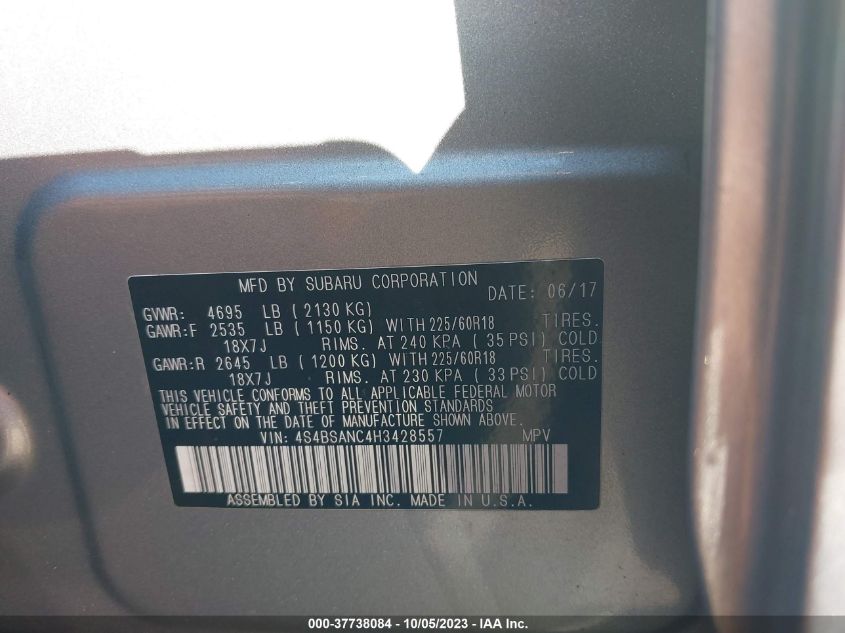 MFD BY SUBARU CORPORATION DATE: 06/17
GVWR: 4695 LB ( 2130 KG)
GAWR:F 2535 LB ( 1150 KG) WITH 225/60R18 TIRES.
18X7J RIMS. AT 240 KPA ( 35 PSI) COLD
GAWR:R 2645 LB ( 1200 KG) WITH 225/60R18 TIRES.
18X7J RIMS. AT 230 KPA ( 33 PSI) COLD
THIS VEHICLE CONFORMS TO ALL APPLICABLE FEDERAL MOTOR
VEHICLE SAFETY AND THEFT PREVENTION STANDARDS
IN EFFECT ON THE DATE OF MANUFACTURE SHOWN ABOVE.
VIN: 4S4BSANC4H3428557 MPV
ASSEMBLED BY SIA INC. MADE IN U.S.A.
000-37738084 - 10/05/2023 - IAA Inc.